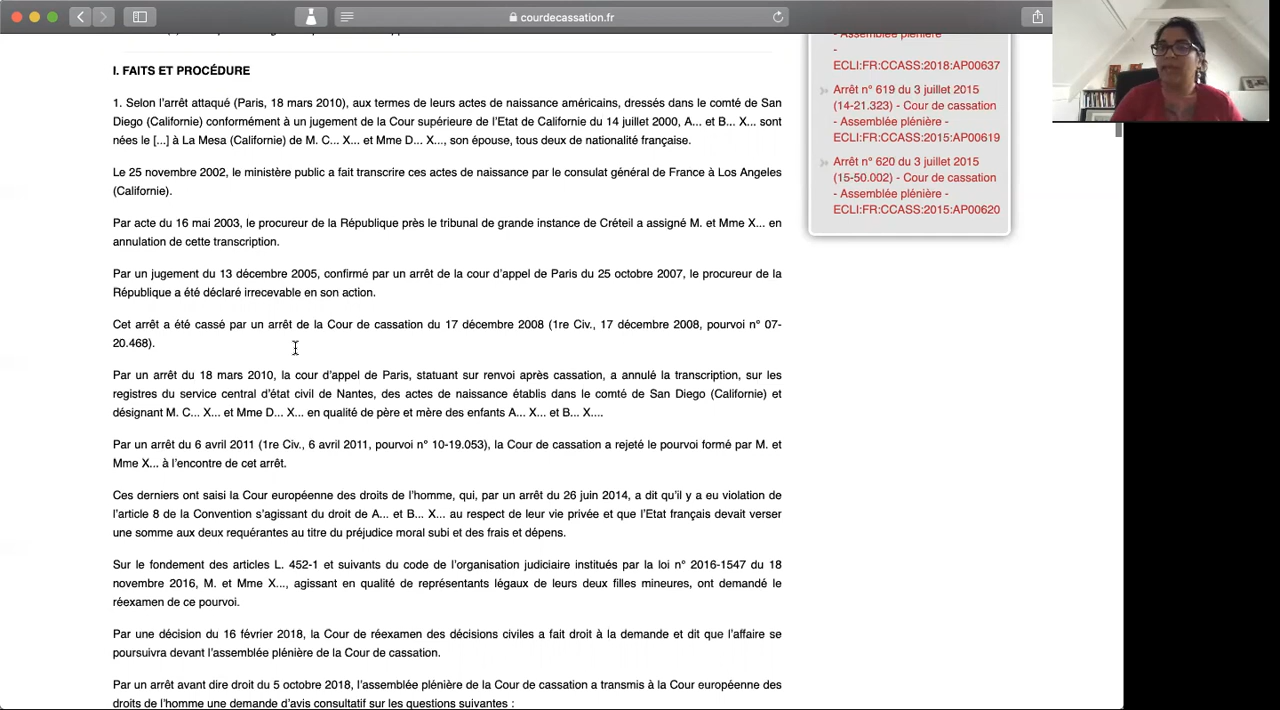 courdecassation.fr
I. FAITS ET PROCÉDURE
1. Selon l'arrêt attaqué (Paris, 18 mars 2010), aux termes de leurs actes de naissance américains, dressés dans le comté de San
Diego (Californie) conformément à un jugement de la Cour supérieure de l'Etat de Californie du 14 juillet 2000, A... et B... X... sont
nées le [...] à La Mesa (Californie) de M. C... X... et Mme D... X..., son épouse, tous deux de nationalité française.
Le 25 novembre 2002, le ministère public a fait transcrire ces actes de naissance par le consulat général de France à Los Angeles
(Californie).
Par acte du 16 mai 2003, le procureur de la République près le tribunal de grande instance de Créteil a assigné M. et Mme X... en
annulation de cette transcription.
Par un jugement du 13 décembre 2005, confirmé par un arrêt de la cour d'appel de Paris du 25 octobre 2007, le procureur de la
République a été déclaré irrecevable en son action.
Cet arrêt a été cassé par un arrêt de la Cour de cassation du 17 décembre 2008 (1re Civ., 17 décembre 2008, pourvoi n° 07-
20.468).
Par un arrêt du 18 mars 2010, la cour d'appel de Paris, statuant sur renvoi après cassation, a annulé la transcription, sur les
registres du service central d'état civil de Nantes, des actes de naissance établis dans le comté de San Diego (Californie) et
désignant M. C... X... et Mme D... X... en qualité de père et mère des enfants A... X... et B... X....
Par un arrêt du 6 avril 2011 (1re Civ., 6 avril 2011, pourvoi n° 10-19.053), la Cour de cassation a rejeté le pourvoi formé par M. et
Mme X... à l'encontre de cet arrêt.
Ces derniers ont saisi la Cour européenne des droits de l'homme, qui, par un arrêt du 26 juin 2014, a dit qu'il y a eu violation de
l'article 8 de la Convention s'agissant du droit de A... et B... X... au respect de leur vie privée et que l'Etat français devait verser
une somme aux deux requérantes au titre du préjudice moral subi et des frais et dépens.
Sur le fondement des articles L. 452-1 et suivants du code de l'organisation judiciaire institués par la loi n° 2016-1547 du 18
novembre 2016, M. et Mme X..., agissant en qualité de représentants légaux de leurs deux filles mineures, ont demandé le
réexamen de ce pourvoi.
Par une décision du 16 février 2018, la Cour de réexamen des décisions civiles a fait droit à la demande et dit que l'affaire se
poursuivra devant l'assemblée plénière de la Cour de cassation.
Par un arrêt avant dire droit du 5 octobre 2018, l'assemblée plénière de la Cour de cassation a transmis à la Cour européenne des
droits de l'homme une demande d'avis consultatif sur les questions suivantes :
- Assemblée plénière
-
ECLI:FR:CCASS:2018:AP00637
Arrêt n° 619 du 3 juillet 2015
(14-21.323) - Cour de cassation
- Assemblée plénière -
ECLI:FR:CCASS:2015:AP00619
Arrêt n° 620 du 3 juillet 2015
(15-50.002) - Cour de cassation
- Assemblée plénière -
ECLI:FR:CCASS:2015:AP00620